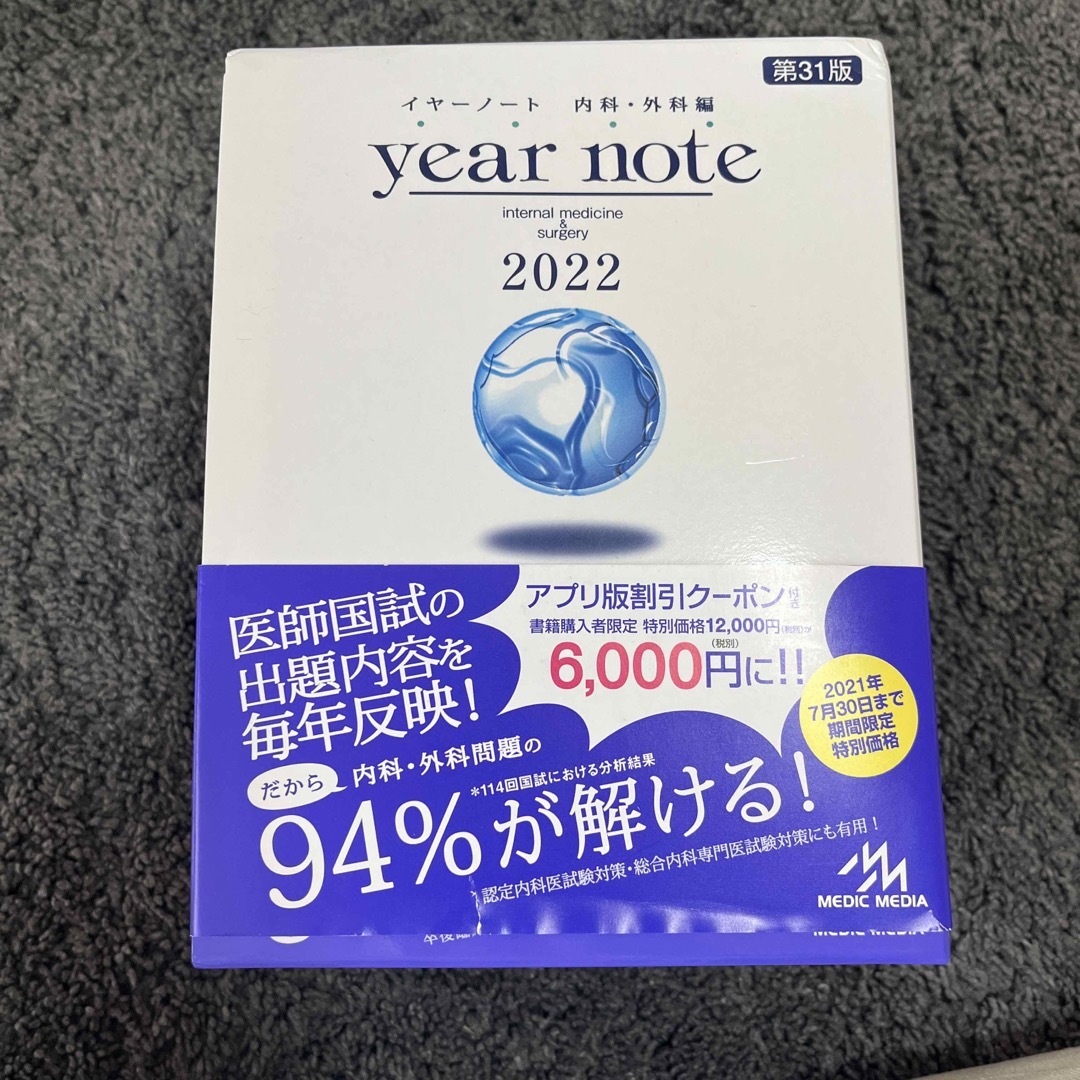 第31版
イヤーノート 内科・外科編
year note
internal medicine
&
surgery
2022
医師国試の
出題内容を
毎年反映!
アプリ版割引クーポン付き
書籍購入者限定 特別価格12,000円(税別)が
6,000円(税別)に!!
2021年
7月30日まで
期間限定
特別価格
だから
内科・外科問題の
*114回国試における分析結果
94%が解ける!
認定内科医試験対策・総合内科専門医試験対策にも有用!
MEDIC MEDIA
MEDIC MEDIA